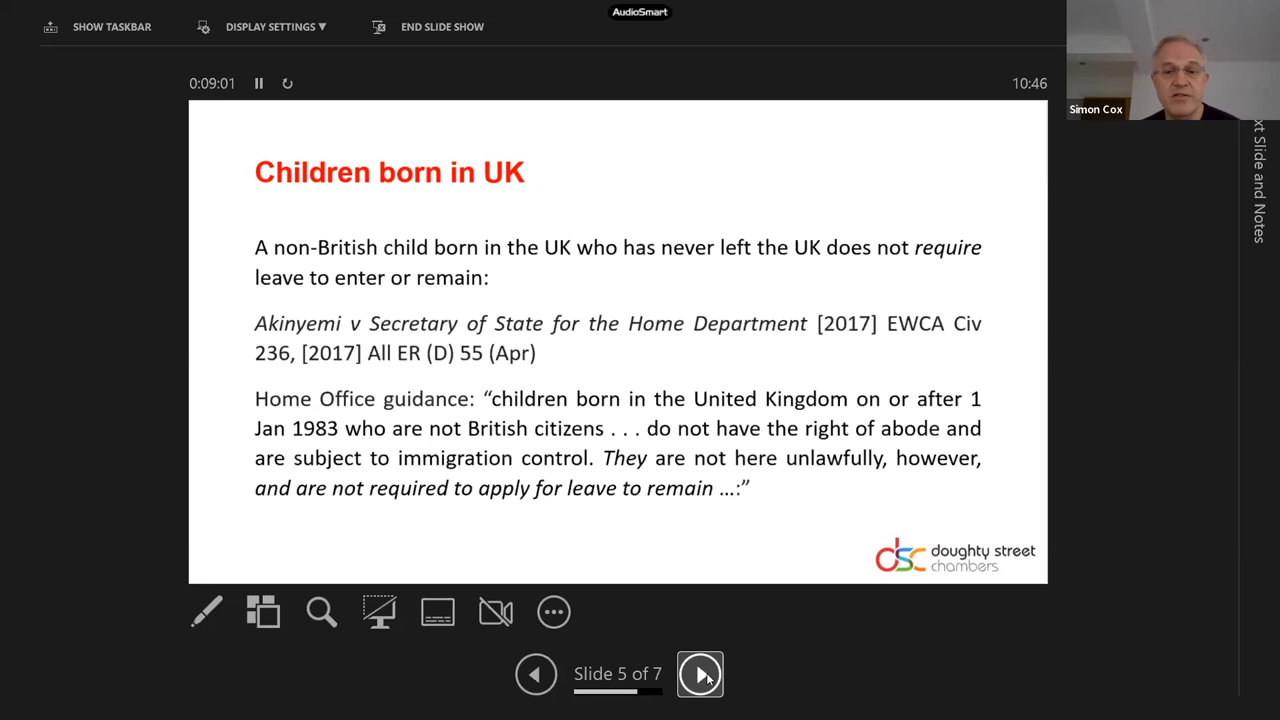 AudioSmart
SHOW TASKBAR
DISPLAY SETTINGS ▼
END SLIDE SHOW
0:09:01
10:46
Simon Cox
Children born in UK
A non-British child born in the UK who has never left the UK does not require
leave to enter or remain:
Akinyemi v Secretary of State for the Home Department [2017] EWCA Civ
236, [2017] All ER (D) 55 (Apr)
Home Office guidance: “children born in the United Kingdom on or after 1
Jan 1983 who are not British citizens . . . do not have the right of abode and
are subject to immigration control. They are not here unlawfully, however,
and are not required to apply for leave to remain …:”
dsc doughty street
chambers
Slide 5 of 7
Slide and Notes